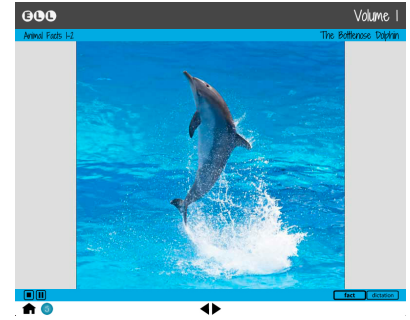 ELL
Volume 1
Animal Facts 1-2
The Bottlenose Dolphin
fact
dictation